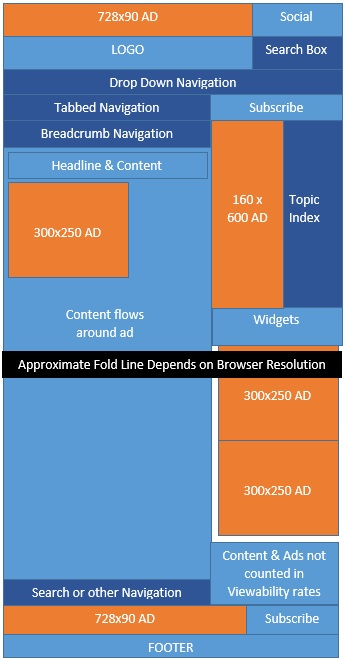 728x90 AD
Social
LOGO
Search Box
Drop Down Navigation
Tabbed Navigation
Subscribe
Breadcrumb Navigation
Headline & Content
300x250 AD
160 x
600 AD
Topic
Index
Content flows
around ad
Widgets
Approximate Fold Line Depends on Browser Resolution
300x250 AD
300x250 AD
Content & Ads not
counted in
Viewability rates
Search or other Navigation
728x90 AD
Subscribe
FOOTER